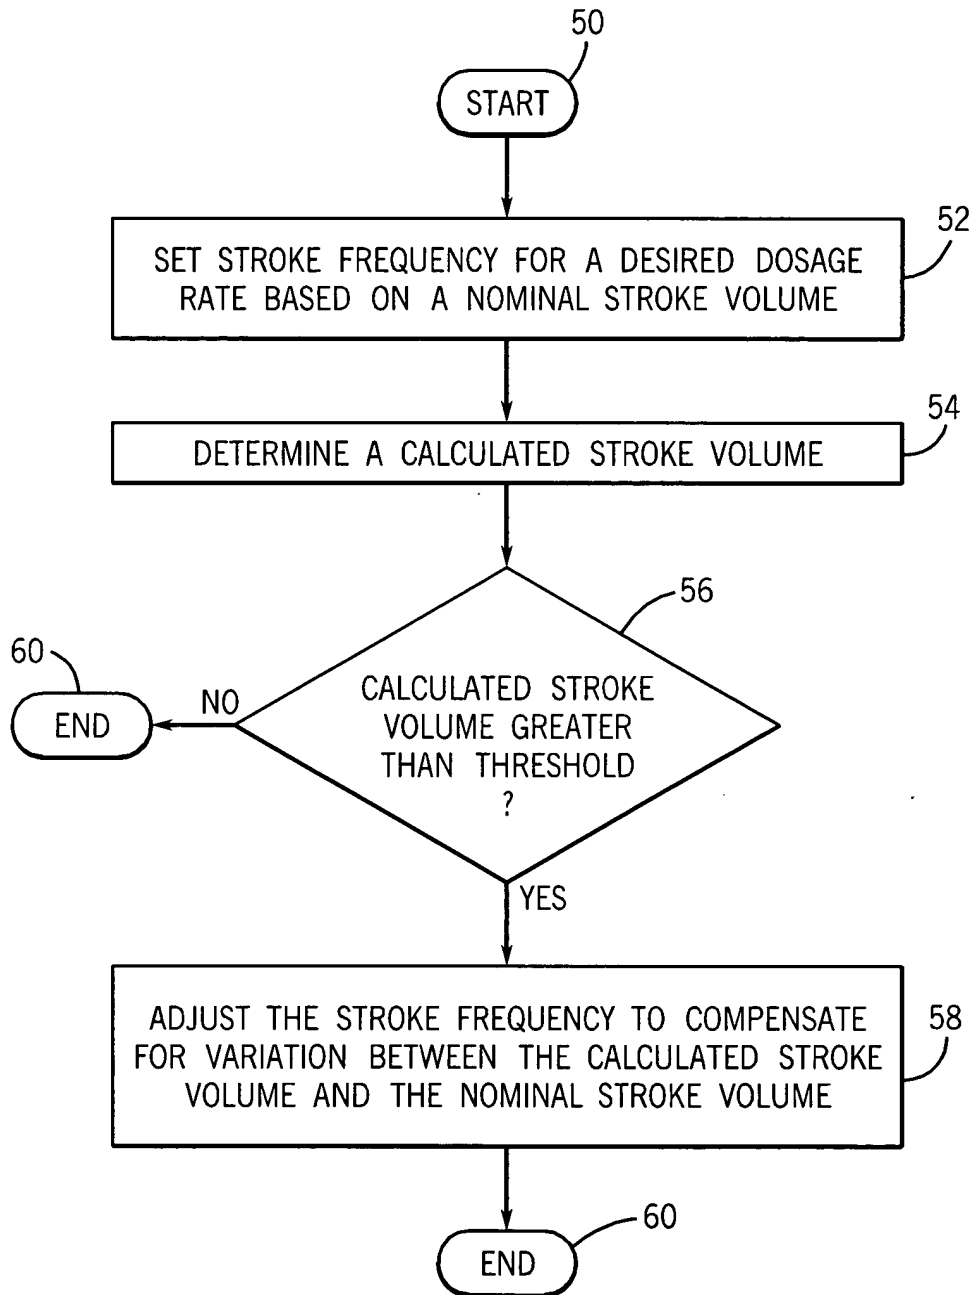 50
START
52
SET STROKE FREQUENCY FOR A DESIRED DOSAGE
RATE BASED ON A NOMINAL STROKE VOLUME
54
DETERMINE A CALCULATED STROKE VOLUME
56
60
CALCULATED STROKE
VOLUME GREATER
THAN THRESHOLD
?
NO
END
YES
58
ADJUST THE STROKE FREQUENCY TO COMPENSATE
FOR VARIATION BETWEEN THE CALCULATED STROKE
VOLUME AND THE NOMINAL STROKE VOLUME
60
END